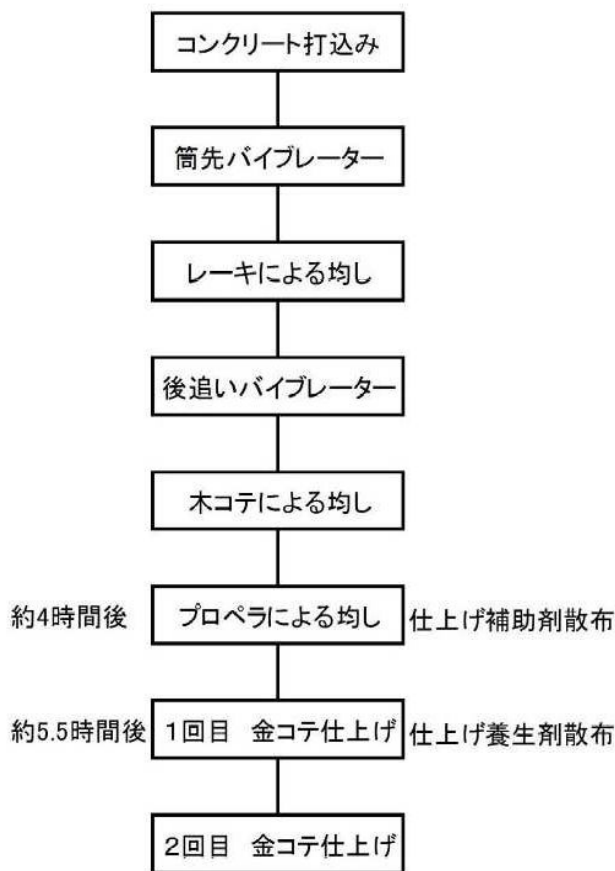 コンクリート打込み
筒先バイブレーター
レーキによる均し
後追いバイブレーター
木コテによる均し
約4時間後 プロペラによる均し 仕上げ補助剤散布
約5.5時間後 1回目 金コテ仕上げ 仕上げ養生剤散布
2回目 金コテ仕上げ